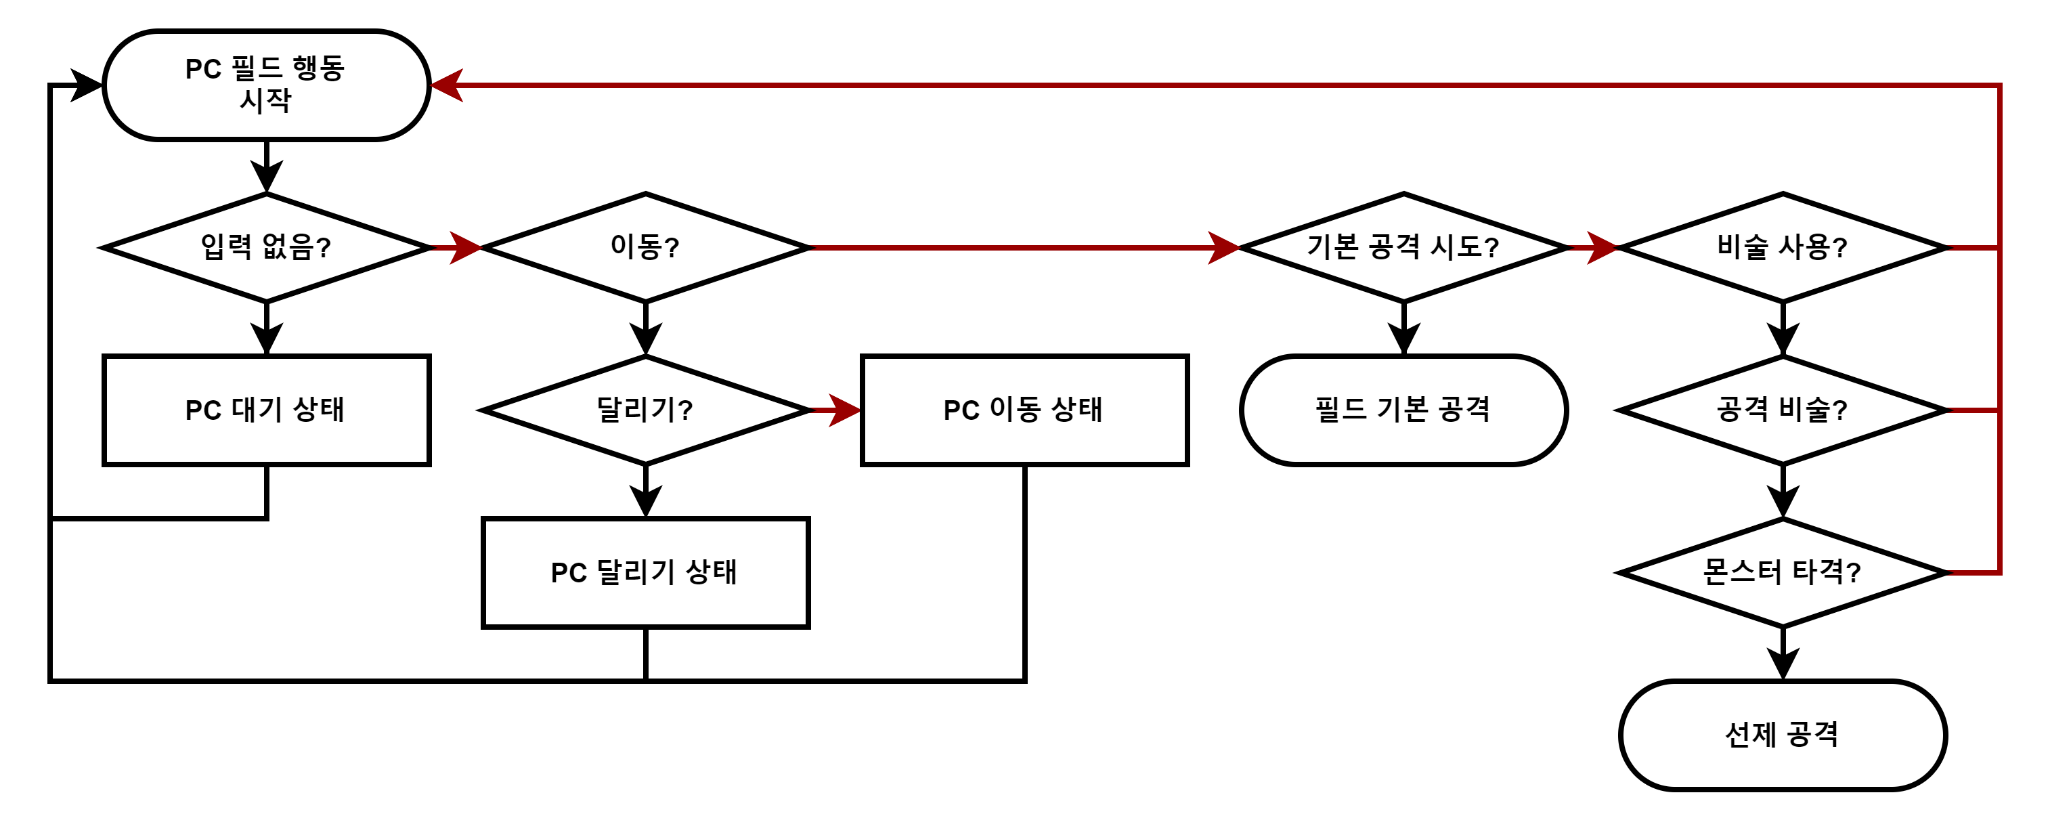 PC 필드 행동
시작
입력 없음?
이동?
기본 공격 시도?
비술 사용?
PC 대기 상태
달리기?
PC 이동 상태
필드 기본 공격
공격 비술?
PC 달리기 상태
몬스터 타격?
선제 공격